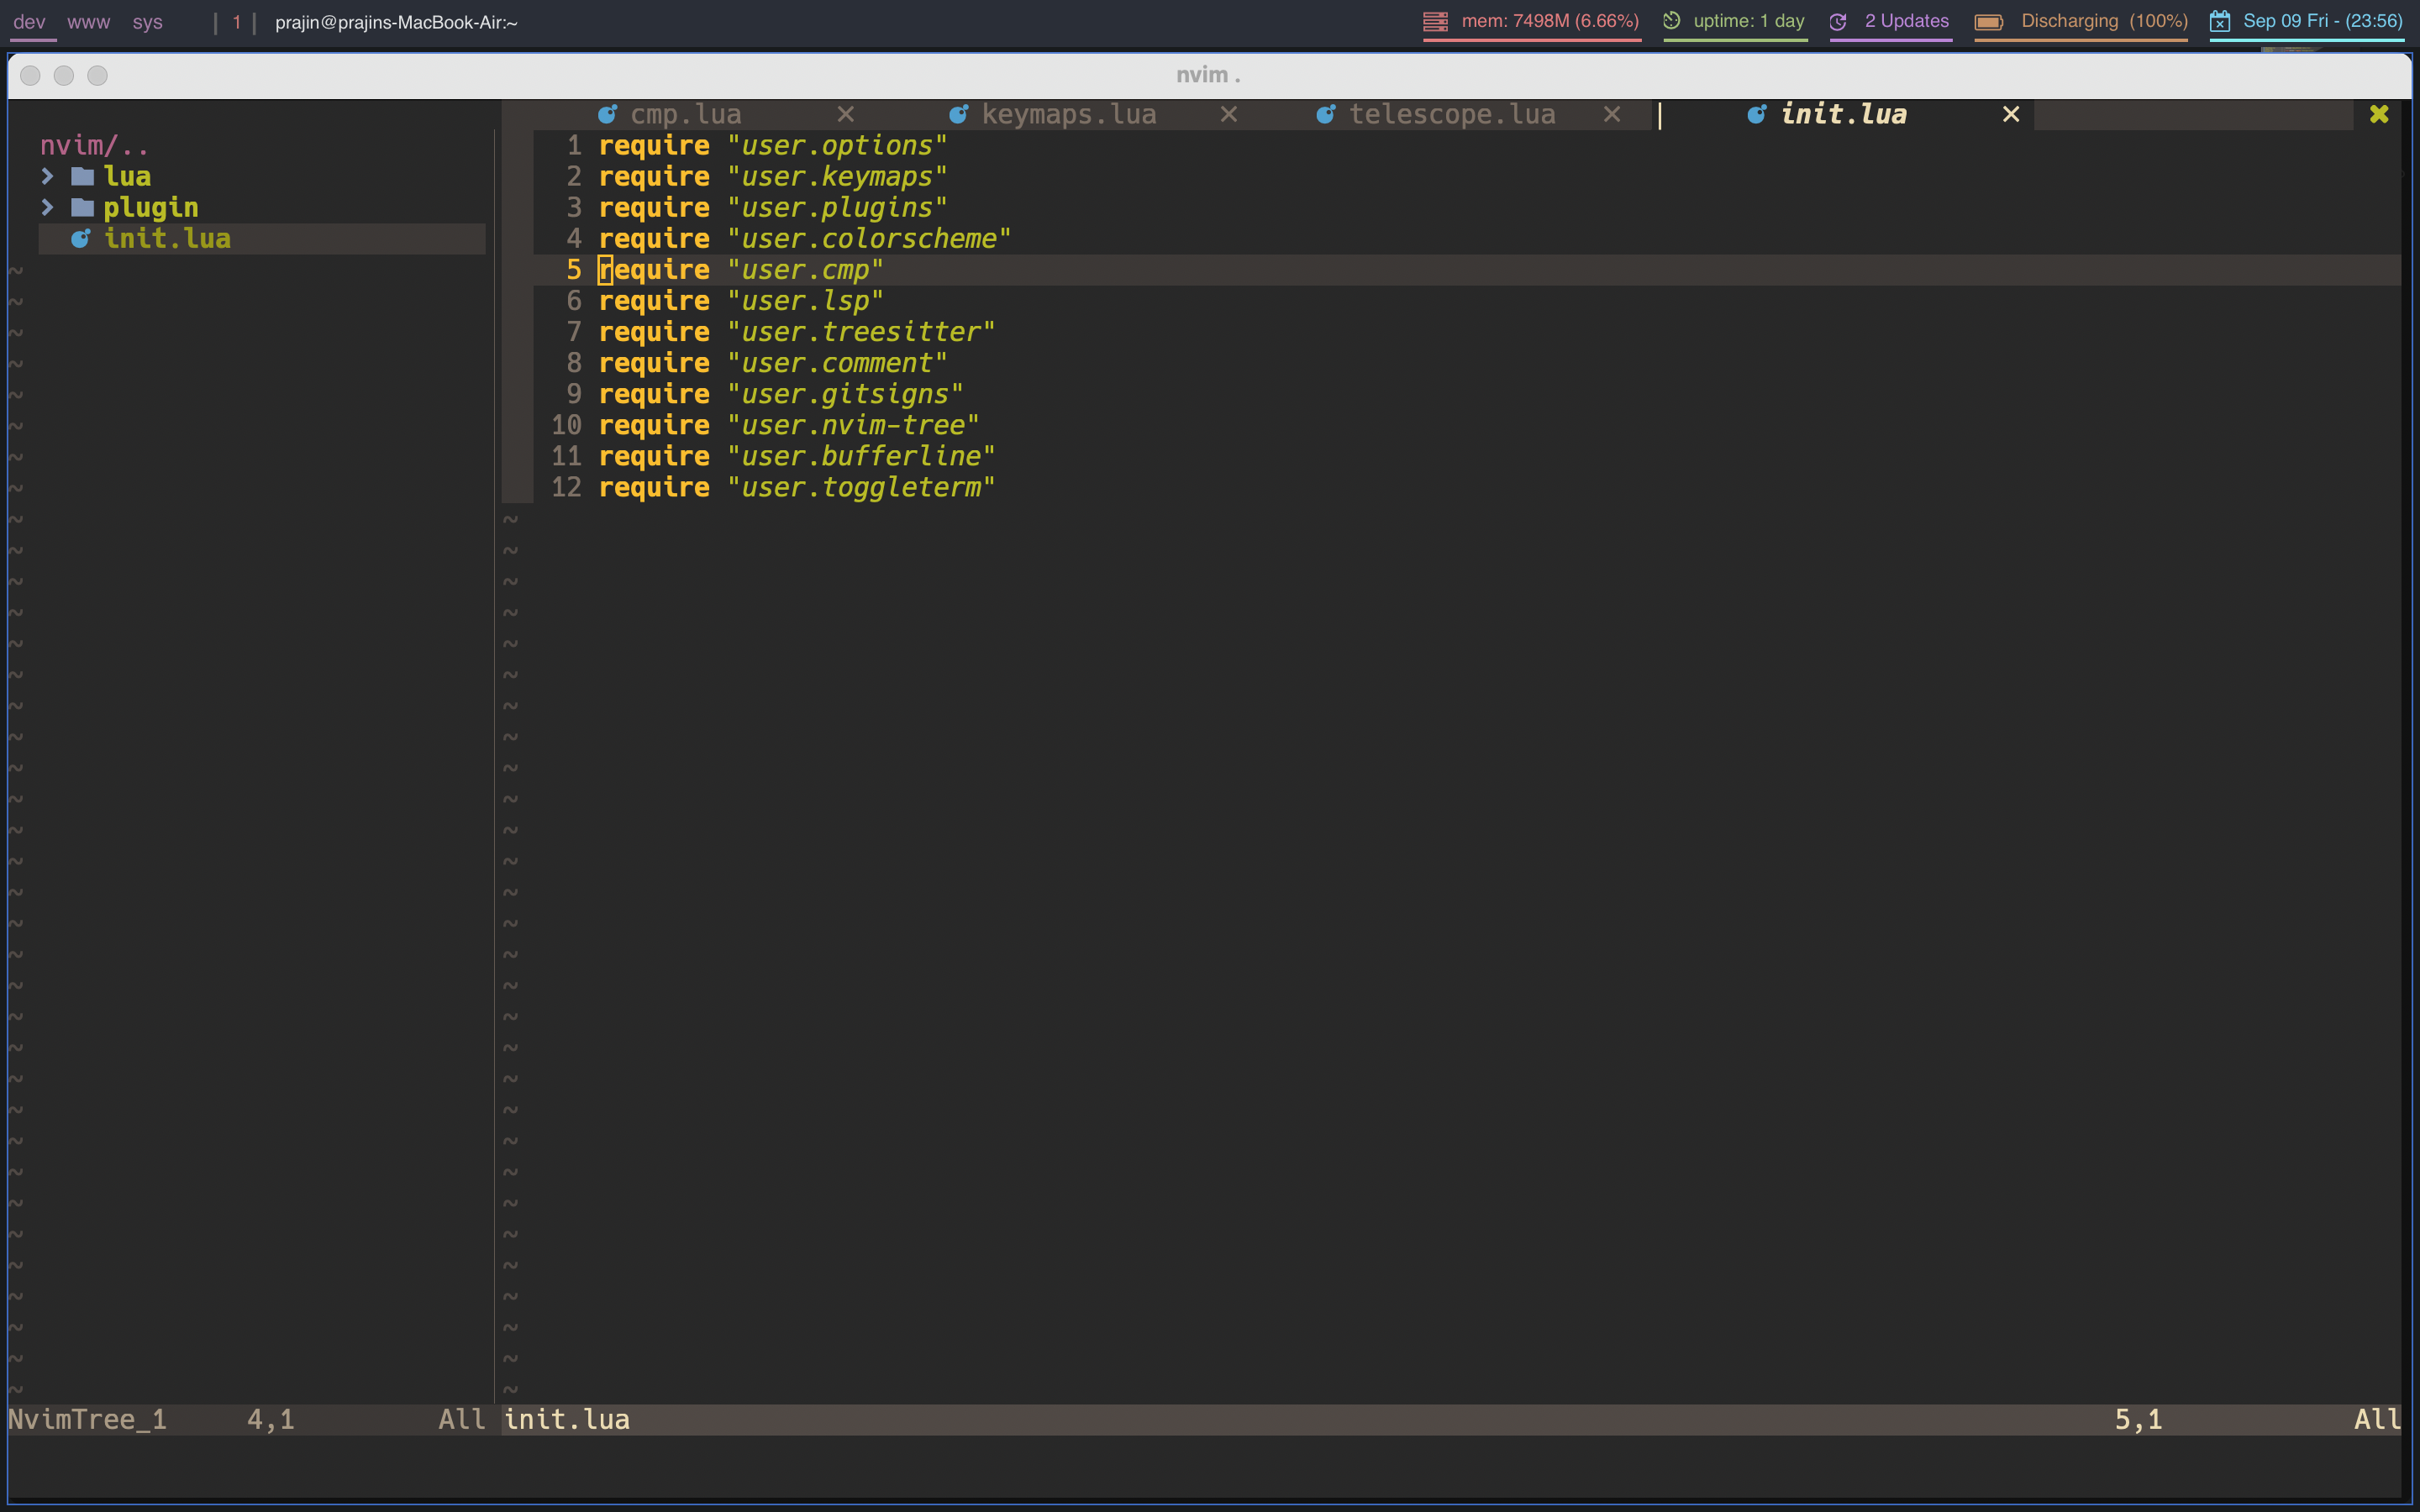 dev www sys | 1 | prajin@prajins-MacBook-Air:~ mem: 7498M (6.66%) uptime: 1 day 2 Updates Discharging (100%) Sep 09 Fri - (23:56)
nvim .
cmp.lua keymaps.lua telescope.lua init.lua
nvim/..
lua
plugin
init.lua
1 require "user.options"
2 require "user.keymaps"
3 require "user.plugins"
4 require "user.colorscheme"
5 require "user.cmp"
6 require "user.lsp"
7 require "user.treesitter"
8 require "user.comment"
9 require "user.gitsigns"
10 require "user.nvim-tree"
11 require "user.bufferline"
12 require "user.toggleterm"
NvimTree_1 4,1 All init.lua 5,1 All